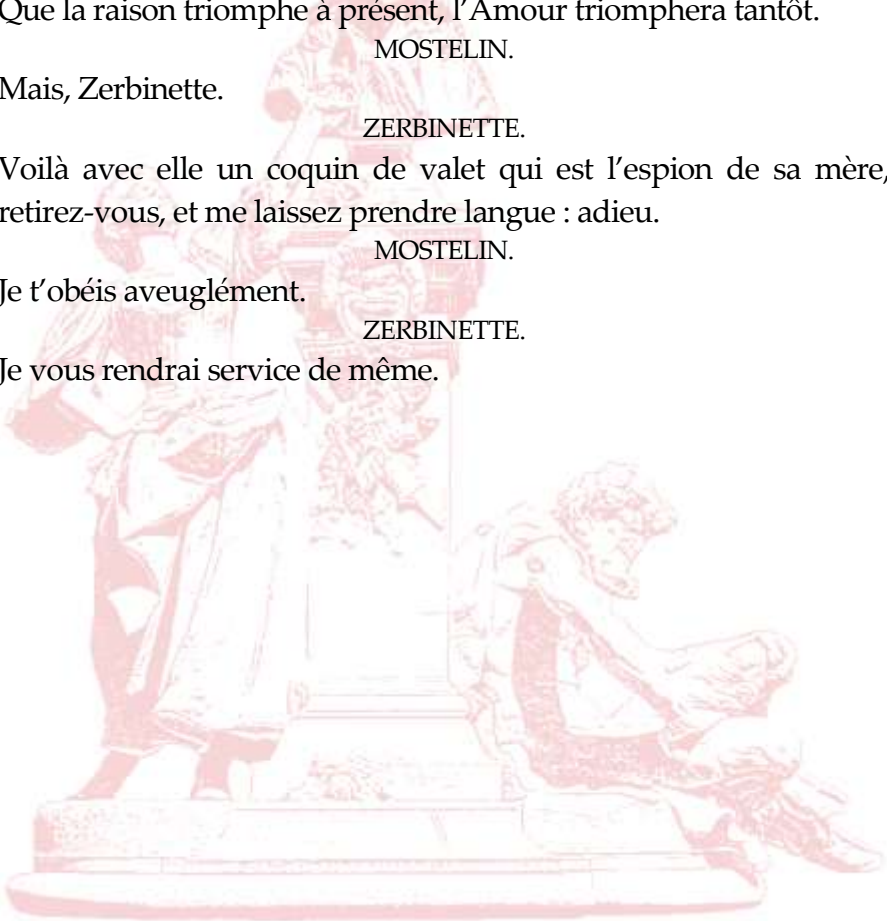 Que la raison triomphe à présent, l’Amour triomphera tantôt.
MOSTELIN.
Mais, Zerbinette.
ZERBINETTE.
Voilà avec elle un coquin de valet qui est l’espion de sa mère,
retirez-vous, et me laissez prendre langue : adieu.
MOSTELIN.
Je t’obéis aveuglément.
ZERBINETTE.
Je vous rendrai service de même.